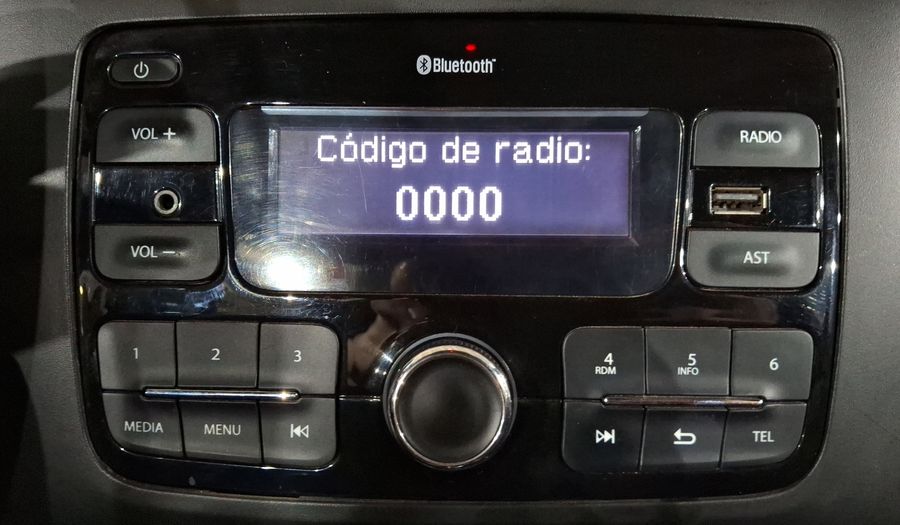 Bluetooth™
VOL +
Código de radio:
0000
RADIO
VOL −
AST
1
2
3
4
RDM
5
INFO
6
MEDIA
MENU
TEL